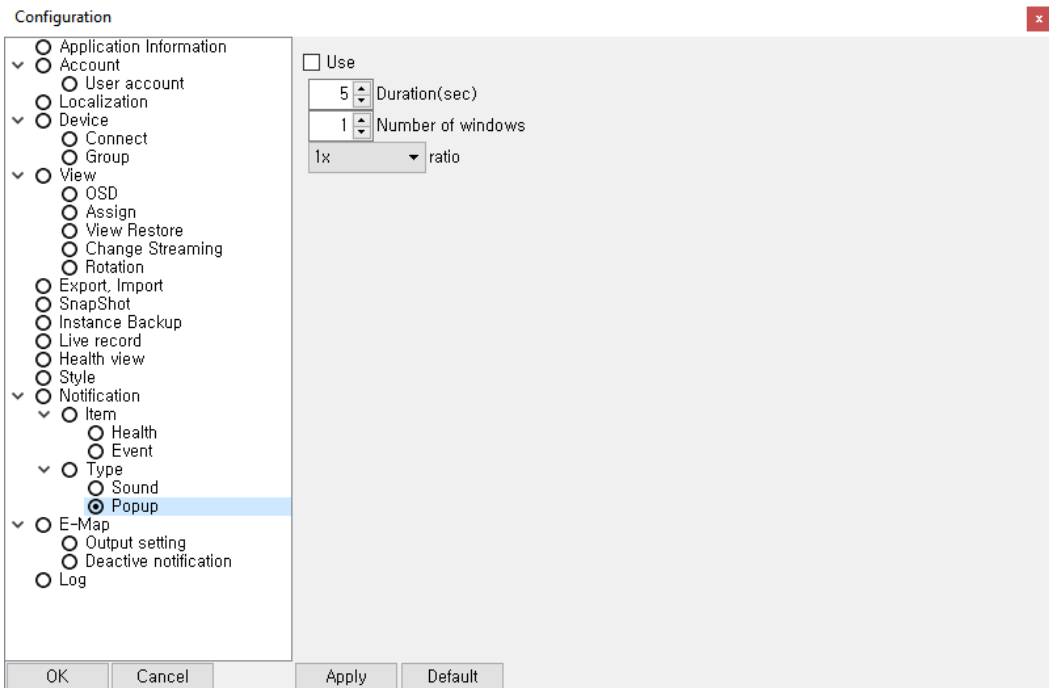 Configuration
x
Application Information
Account
User account
Localization
Device
Connect
Group
View
OSD
Assign
View Restore
Change Streaming
Rotation
Export, Import
SnapShot
Instance Backup
Live record
Health view
Style
Notification
Item
Health
Event
Type
Sound
Popup
E-Map
Output setting
Deactive notification
Log
Use
5 Duration(sec)
1 Number of windows
1x ratio
OK Cancel Apply Default